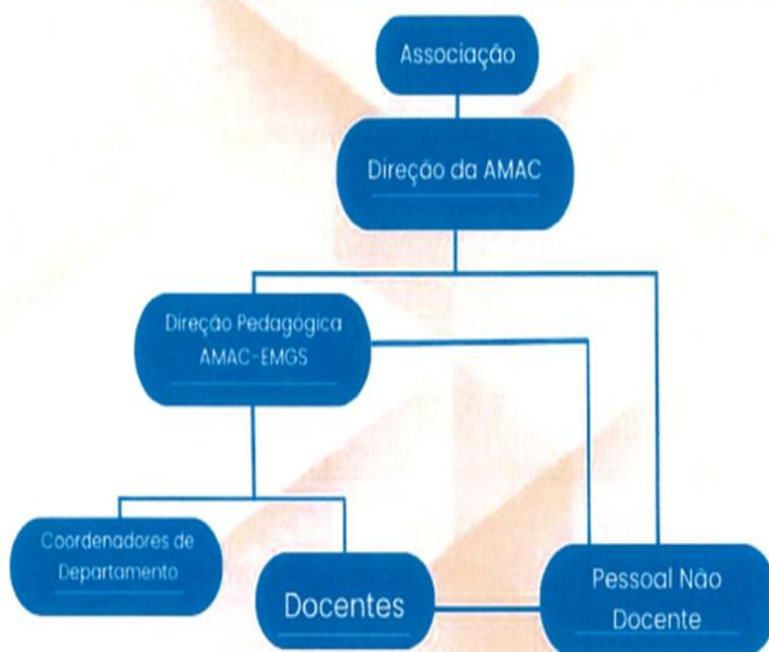 Associação
Direção da AMAC
Direção Pedagógica
AMAC-EMGS
Coordenadores de
Departamento
Docentes
Pessoal Não
Docente